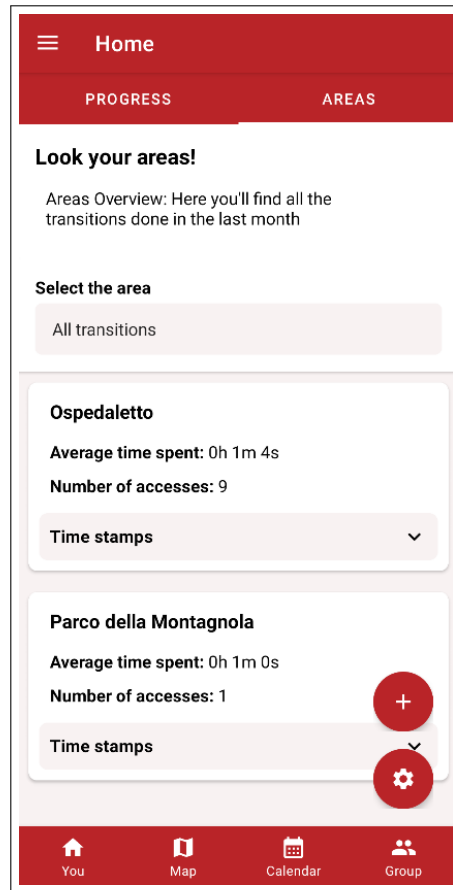 Home
PROGRESS
AREAS
Look your areas!
Areas Overview: Here you'll find all the
transitions done in the last month
Select the area
All transitions
Ospedaletto
Average time spent: 0h 1m 4s
Number of accesses: 9
Time stamps
Parco della Montagnola
Average time spent: 0h 1m 0s
Number of accesses: 1
Time stamps
You
Map
Calendar
Group